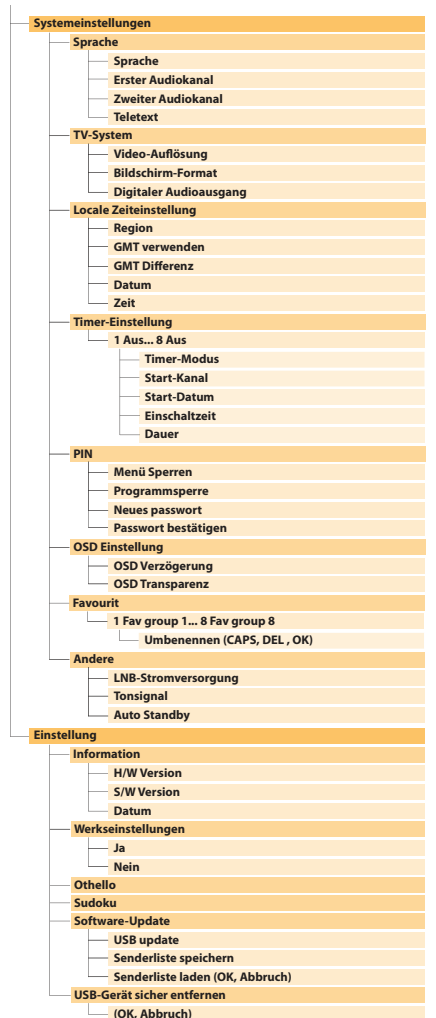 Systemeinstellungen
Sprache
Sprache
Erster Audiokanal
Zweiter Audiokanal
Teletext
TV-System
Video-Auflösung
Bildschirm-Format
Digitaler Audioausgang
Locale Zeiteinstellung
Region
GMT verwenden
GMT Differenz
Datum
Zeit
Timer-Einstellung
1 Aus... 8 Aus
Timer-Modus
Start-Kanal
Start-Datum
Einschaltzeit
Dauer
PIN
Menü Sperren
Programmsperre
Neues passwort
Passwort bestätigen
OSD Einstellung
OSD Verzögerung
OSD Transparenz
Favourit
1 Fav group 1... 8 Fav group 8
Umbenennen (CAPS, DEL , OK)
Andere
LNB-Stromversorgung
Tonsignal
Auto Standby
Einstellung
Information
H/W Version
S/W Version
Datum
Werkseinstellungen
Ja
Nein
Othello
Sudoku
Software-Update
USB update
Senderliste speichern
Senderliste laden (OK, Abbruch)
USB-Gerät sicher entfernen
(OK, Abbruch)